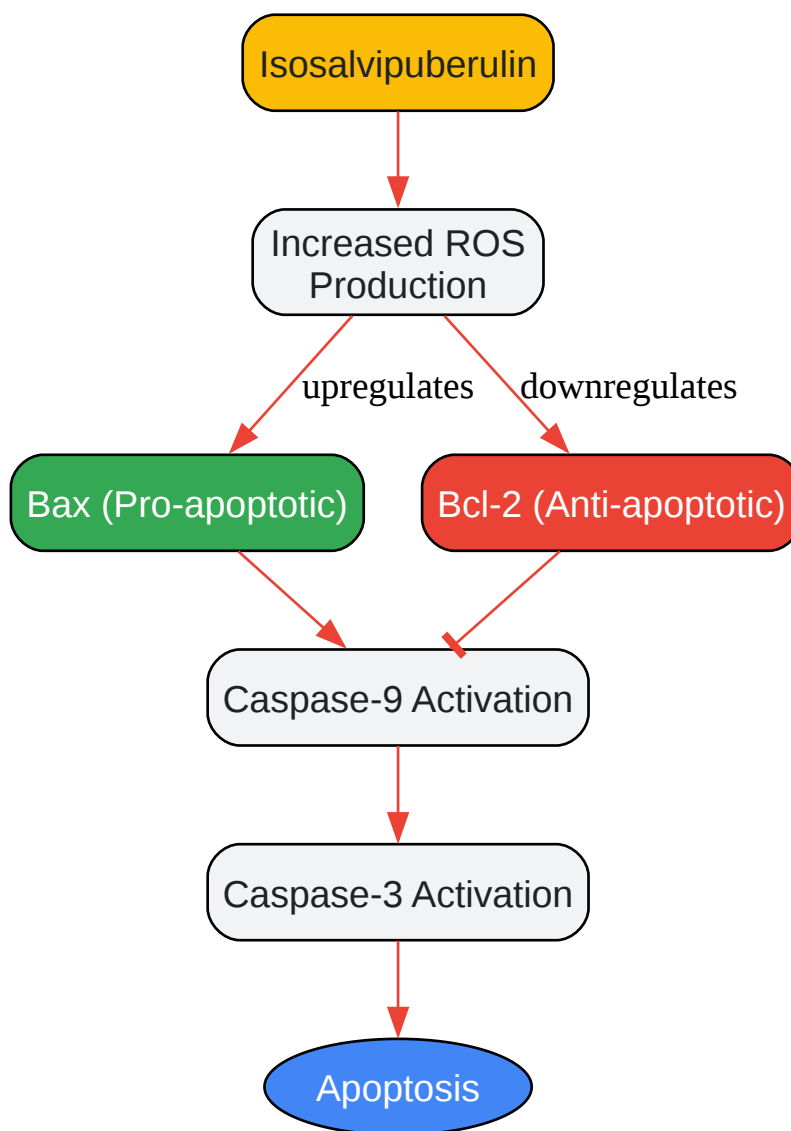 Isosalvipuberulin
Increased ROS
Production
upregulates
downregulates
Bax (Pro-apoptotic)
Bcl-2 (Anti-apoptotic)
Caspase-9 Activation
Caspase-3 Activation
Apoptosis